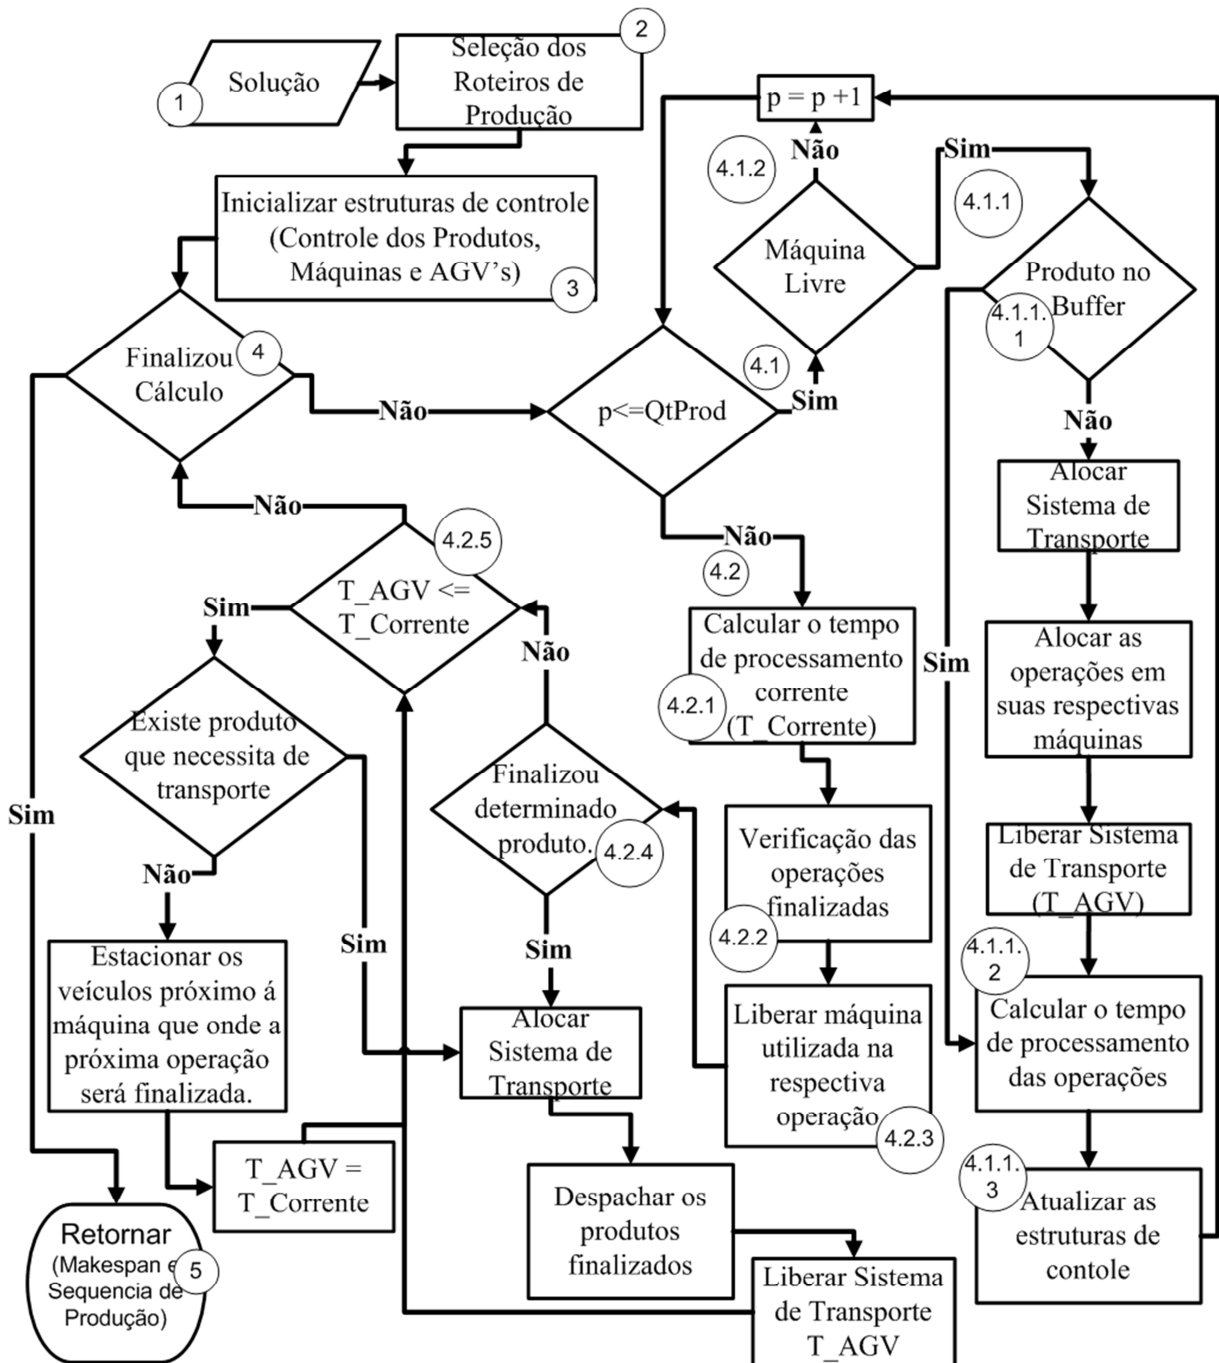 1
Solução
2
Seleção dos
Roteiros de
Produção
Inicializar estruturas de controle
(Controle dos Produtos,
Máquinas e AGV's)
3
Finalizou
Cálculo
4
Não
Sim
p<=QtProd
4.1
Sim
p = p +1
Não
4.1.2
Máquina
Livre
Sim
4.1.1
Produto no
Buffer
4.1.1.
1
Não
Sim
Alocar
Sistema de
Transporte
Alocar as
operações em
suas respectivas
máquinas
Liberar Sistema
de Transporte
(T_AGV)
4.1.1.
2
Calcular o tempo
de processamento
das operações
4.1.1.
3
Atualizar as
estruturas de
contole
Não
4.2
Calcular o tempo
de processamento
corrente
(T_Corrente)
4.2.1
Verificação das
operações
finalizadas
4.2.2
Liberar máquina
utilizada na
respectiva
operação
4.2.3
Finalizou
determinado
produto.
4.2.4
Não
Sim
Alocar
Sistema de
Transporte
Despachar os
produtos
finalizados
Liberar Sistema
de Transporte
T_AGV
4.2.5
T_AGV <=
T_Corrente
Não
Sim
Existe produto
que necessita de
transporte
Não
Sim
Estacionar os
veículos próximo á
máquina que onde a
próxima operação
será finalizada.
T_AGV =
T_Corrente
Retornar
(Makespan e
Sequencia de
Produção)
5